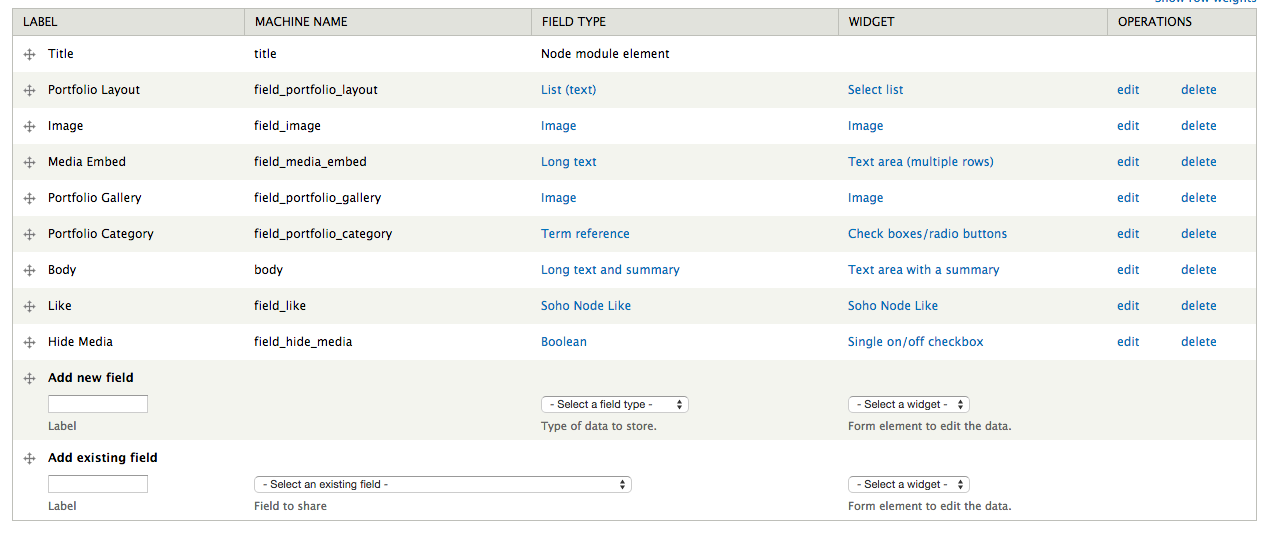 Show row weights
LABEL MACHINE NAME FIELD TYPE WIDGET OPERATIONS
Title title Node module element
Portfolio Layout field_portfolio_layout List (text) Select list edit delete
Image field_image Image Image edit delete
Media Embed field_media_embed Long text Text area (multiple rows) edit delete
Portfolio Gallery field_portfolio_gallery Image Image edit delete
Portfolio Category field_portfolio_category Term reference Check boxes/radio buttons edit delete
Body body Long text and summary Text area with a summary edit delete
Like field_like Soho Node Like Soho Node Like edit delete
Hide Media field_hide_media Boolean Single on/off checkbox edit delete
Add new field
- Select a field type - - Select a widget -
Label Type of data to store. Form element to edit the data.
Add existing field
- Select an existing field - - Select a widget -
Label Field to share Form element to edit the data.